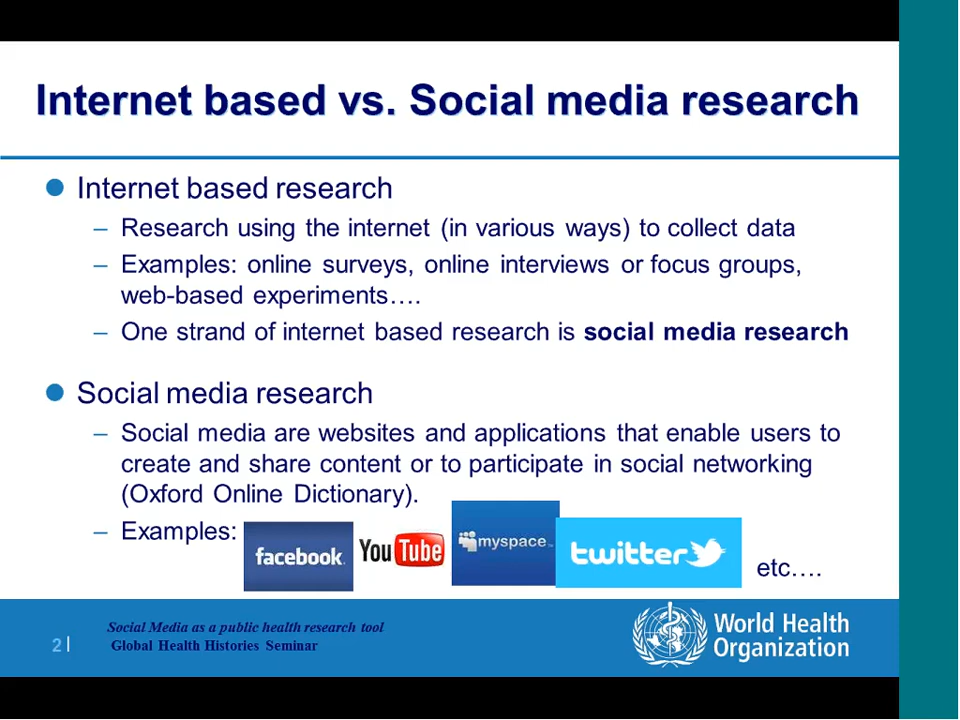 Internet based vs. Social media research
Internet based research
– Research using the internet (in various ways) to collect data
– Examples: online surveys, online interviews or focus groups,
web-based experiments….
– One strand of internet based research is social media research
Social media research
– Social media are websites and applications that enable users to
create and share content or to participate in social networking
(Oxford Online Dictionary).
– Examples:
facebook
YouTube
myspace
twitter
etc….
2
Social Media as a public health research tool
Global Health Histories Seminar
World Health
Organization